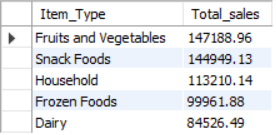 Item_Type Total_sales
Fruits and Vegetables 147188.96
Snack Foods 144949.13
Household 113210.14
Frozen Foods 99961.88
Dairy 84526.49